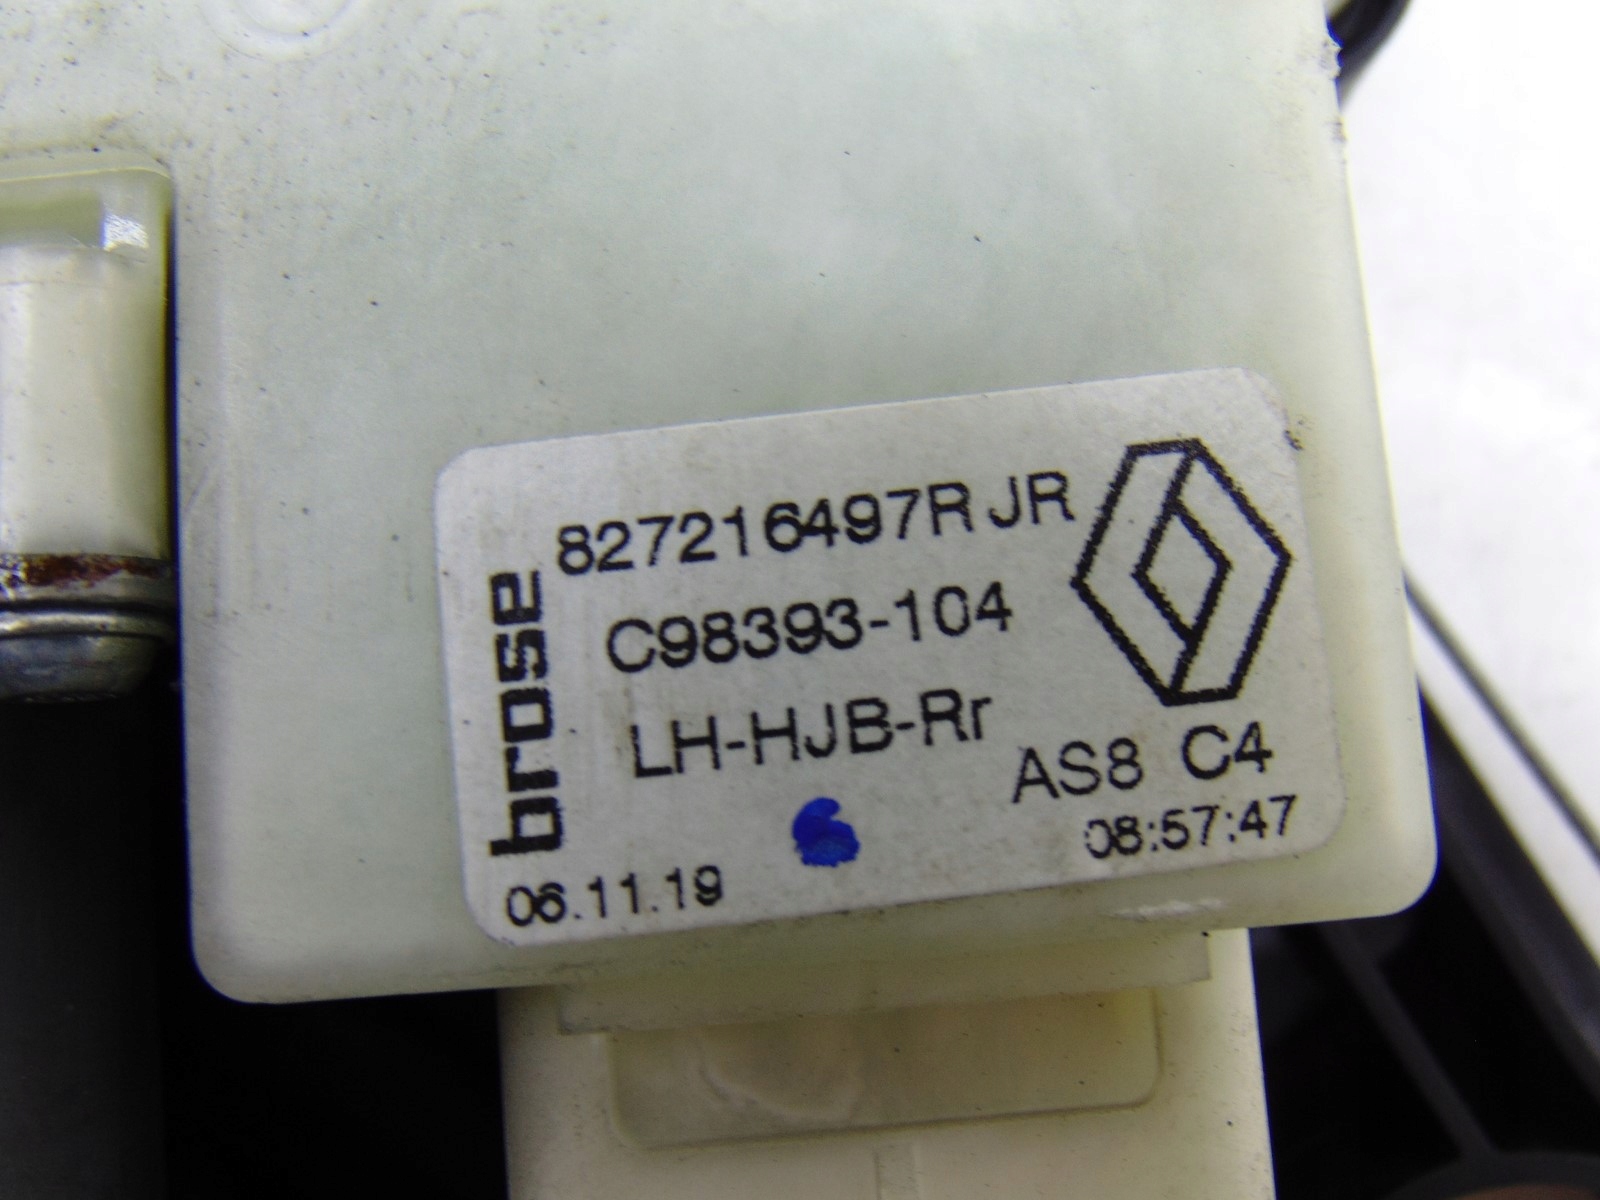 brose
827216497R JR
C98393-104
LH-HJB-Rr
AS8 C4
06.11.19
08:57:47